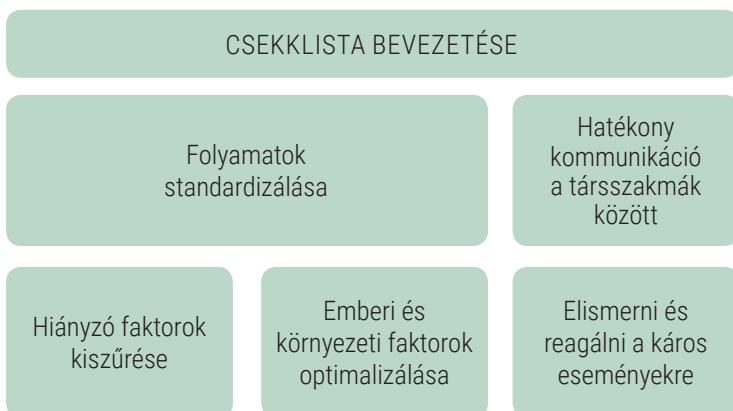 CSEKKLISTA BEVEZETÉSE
Folyamatok
standardizálása
Hatékony
kommunikáció
a társszakmák
között
Hiányzó faktorok
kiszűrése
Emberi és
környezeti faktorok
optimalizálása
Elismerni és
reagálni a káros
eseményekre